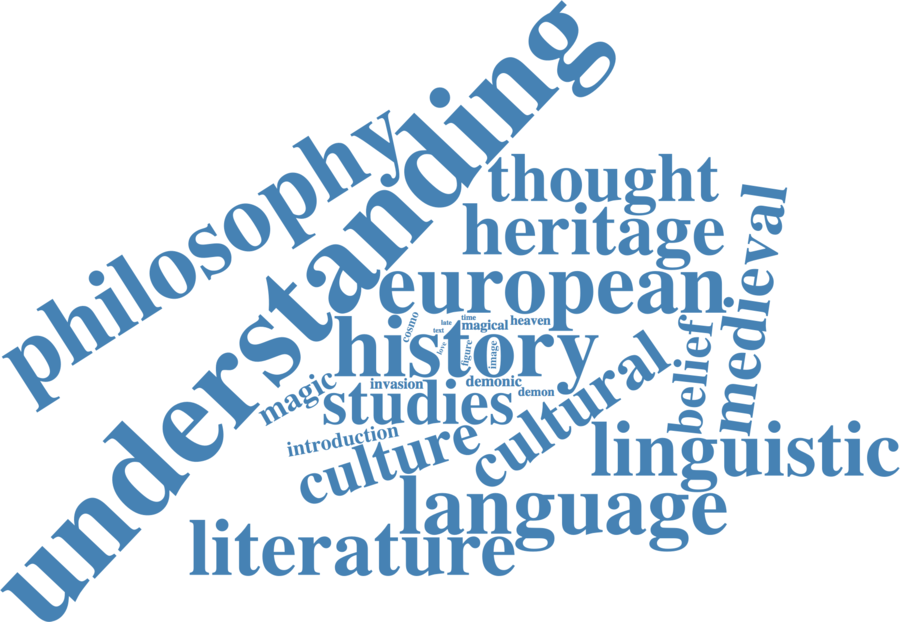 understanding
philosophy
thought
heritage
european
medieval
history
cosmo
late
time
text
magical
heaven
love
figure
image
belief
cultural
magic
invasion
demonic
demon
studies
introduction
culture
linguistic
language
literature